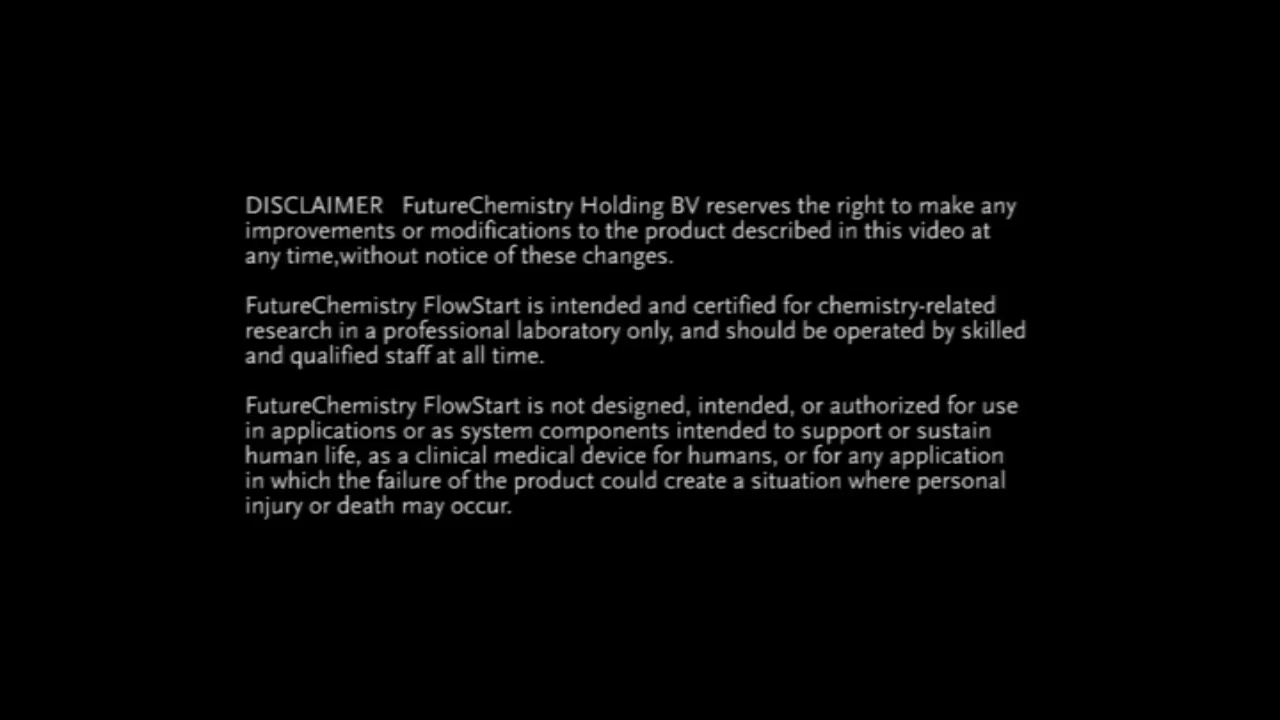 DISCLAIMER   FutureChemistry Holding BV reserves the right to make any
improvements or modifications to the product described in this video at
any time,without notice of these changes.
FutureChemistry FlowStart is intended and certified for chemistry-related
research in a professional laboratory only, and should be operated by skilled
and qualified staff at all time.
FutureChemistry FlowStart is not designed, intended, or authorized for use
in applications or as system components intended to support or sustain
human life, as a clinical medical device for humans, or for any application
in which the failure of the product could create a situation where personal
injury or death may occur.